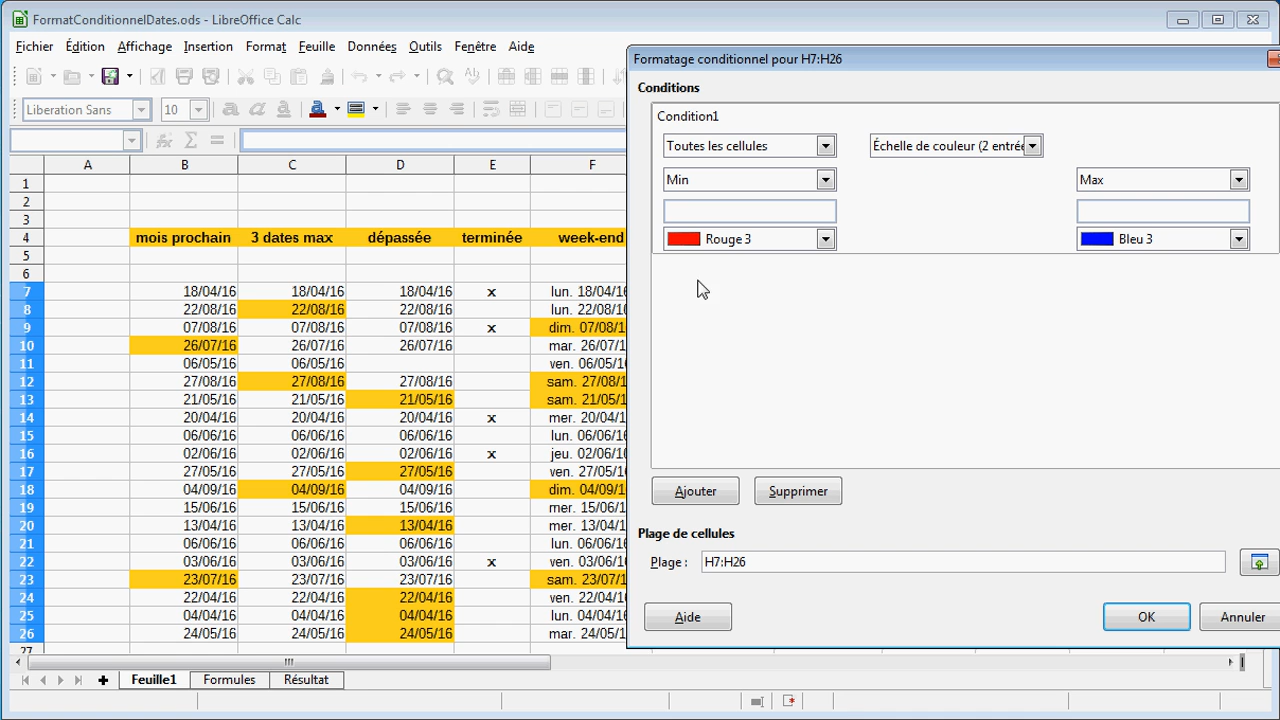 FormatConditionnelDates.ods - LibreOffice Calc
Fichier Édition Affichage Insertion Format Feuille Données Outils Fenêtre Aide
Liberation Sans 10
A B C D E F
1
2
3
4 mois prochain 3 dates max dépassée terminée week-end
5
6
7 18/04/16 18/04/16 18/04/16 x lun. 18/04/16
8 22/08/16 22/08/16 22/08/16 lun. 22/08/16
9 07/08/16 07/08/16 07/08/16 x dim. 07/08/1
10 26/07/16 26/07/16 26/07/16 mar. 26/07/1
11 06/05/16 06/05/16 ven. 06/05/16
12 27/08/16 27/08/16 27/08/16 sam. 27/08/1
13 21/05/16 21/05/16 21/05/16 sam. 21/05/1
14 20/04/16 20/04/16 20/04/16 x mer. 20/04/1
15 06/06/16 06/06/16 06/06/16 lun. 06/06/16
16 02/06/16 02/06/16 02/06/16 x jeu. 02/06/16
17 27/05/16 27/05/16 27/05/16 ven. 27/05/16
18 04/09/16 04/09/16 04/09/16 dim. 04/09/1
19 15/06/16 15/06/16 15/06/16 mer. 15/06/1
20 13/04/16 13/04/16 13/04/16 mer. 13/04/1
21 06/06/16 06/06/16 06/06/16 lun. 06/06/16
22 03/06/16 03/06/16 03/06/16 x ven. 03/06/16
23 23/07/16 23/07/16 23/07/16 sam. 23/07/1
24 22/04/16 22/04/16 22/04/16 ven. 22/04/16
25 04/04/16 04/04/16 04/04/16 lun. 04/04/16
26 24/05/16 24/05/16 24/05/16 mar. 24/05/1
27
Feuille1 Formules Résultat
Formatage conditionnel pour H7:H26
Conditions
Condition1
Toutes les cellules Échelle de couleur (2 entrée
Min Max
Rouge 3 Bleu 3
Ajouter Supprimer
Plage de cellules
Plage : H7:H26
Aide OK Annuler